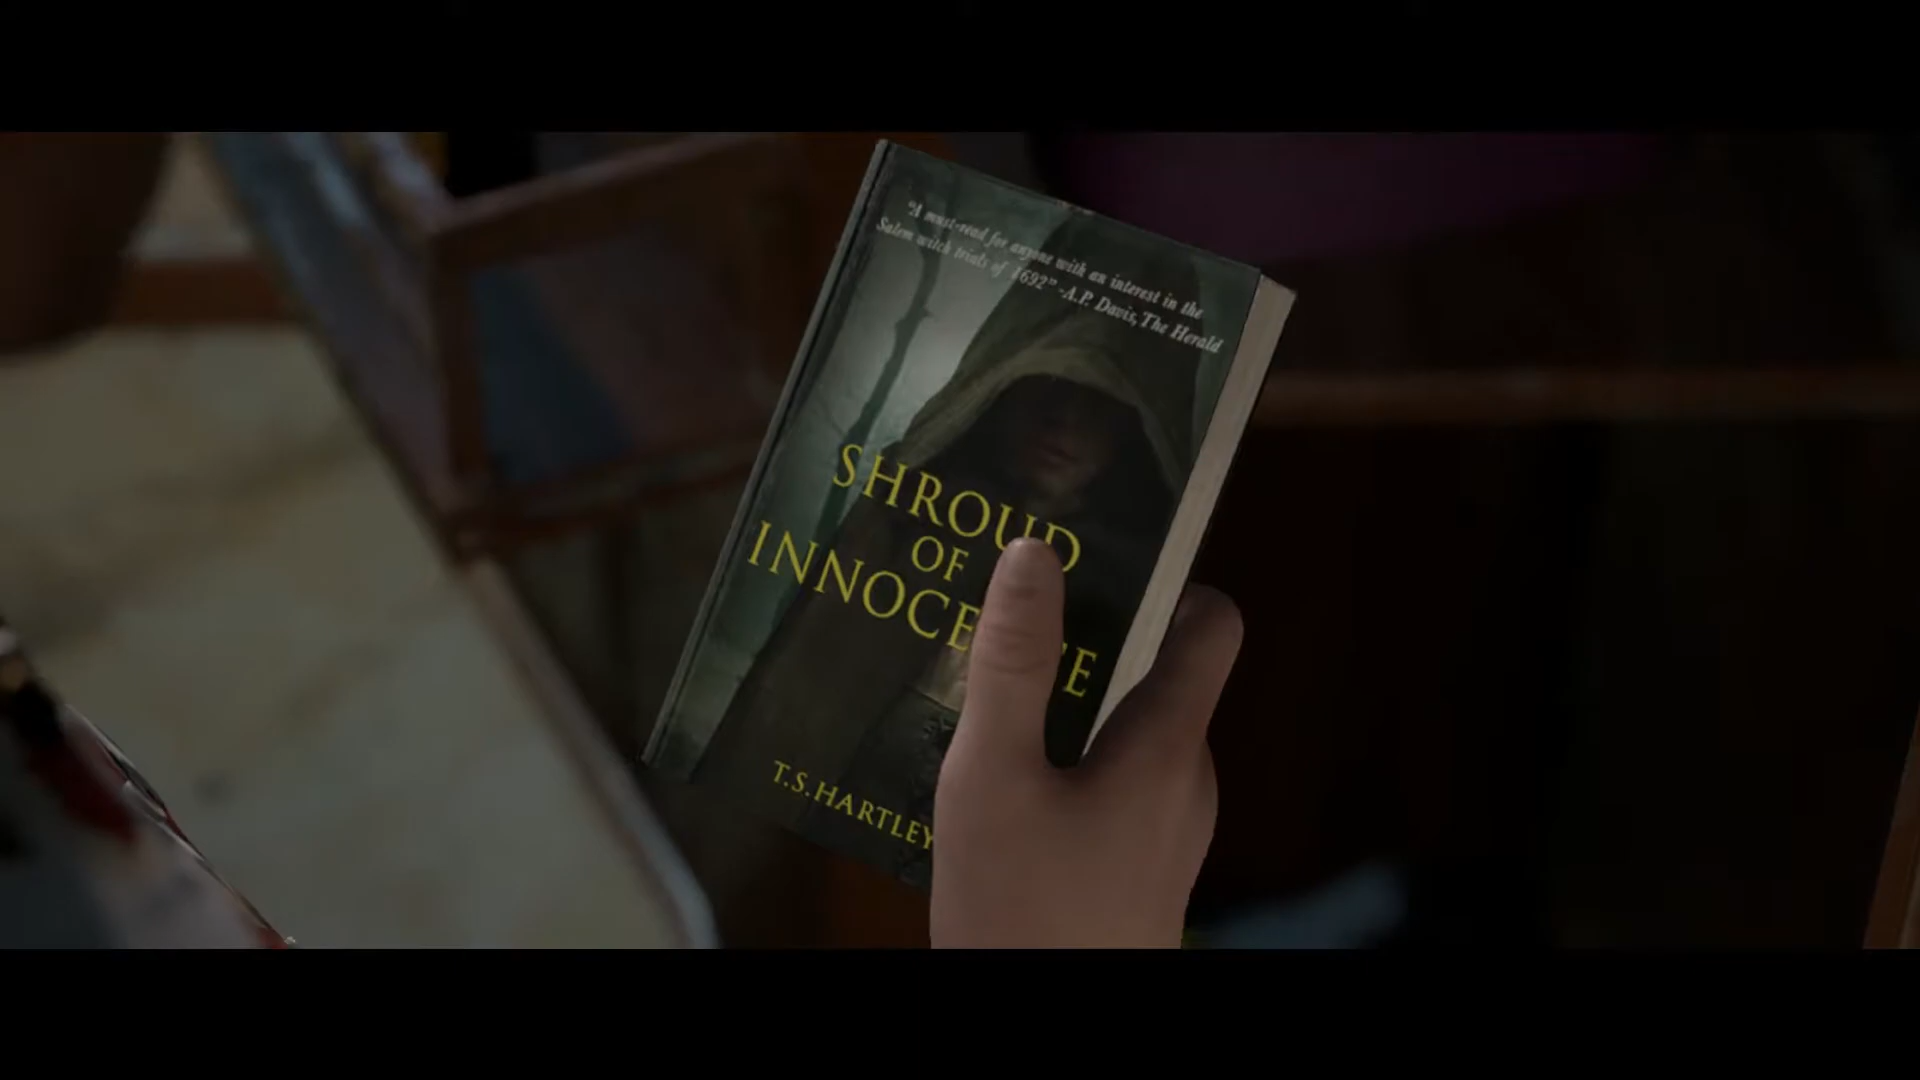 "A must-read for anyone with an interest in the
Salem witch trials of 1692" -A.P. Davis, The Herald
SHROUD
OF
INNOCE E
T.S.HARTLEY